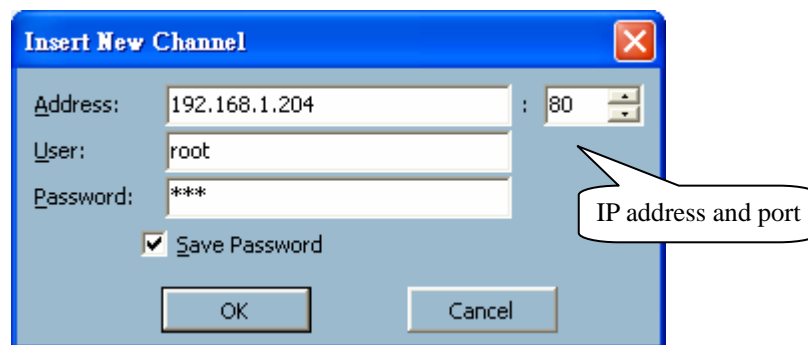 Insert New Channel
Address: 192.168.1.204 : 80
User: root
Password: ***
Save Password
IP address and port
OK Cancel